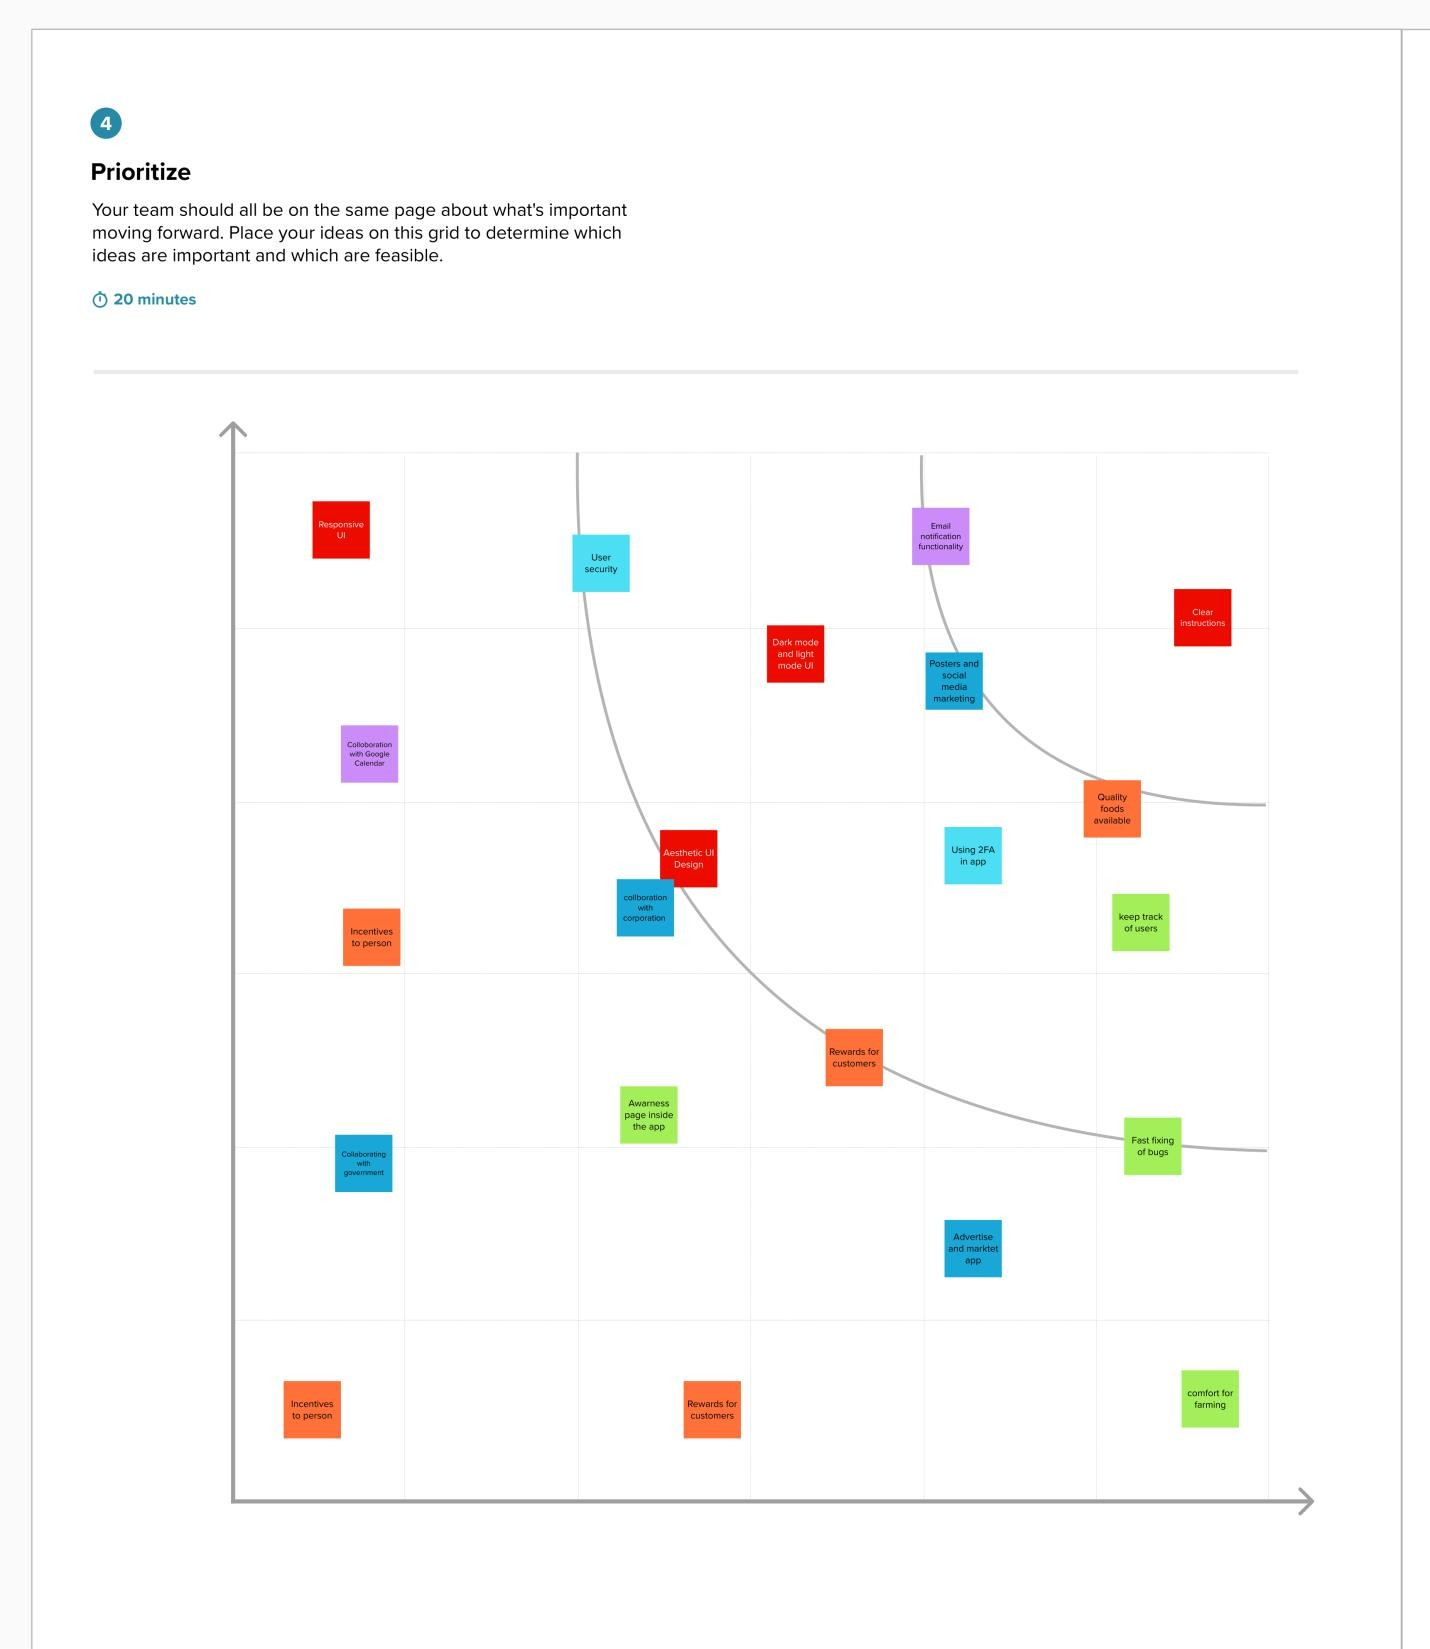 4
Prioritize
Your team should all be on the same page about what's important
moving forward. Place your ideas on this grid to determine which
ideas are important and which are feasible.
20 minutes
Responsive
UI
Email
notification
functionality
User
security
Clear
instructions
Dark mode
and light
mode UI
Posters and
social
media
marketing
Colloboration
with Google
Calendar
Quality
foods
available
Aesthetic UI
Design
Using 2FA
in app
collboration
with
corporation
keep track
of users
Incentives
to person
Rewards for
customers
Awarness
page inside
the app
Fast fixing
of bugs
Collaborating
with
government
Advertise
and marktet
app
Incentives
to person
Rewards for
customers
comfort for
farming